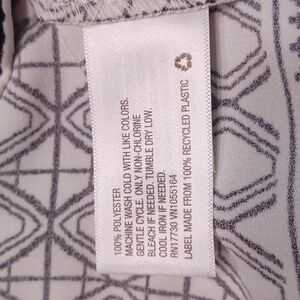 100% POLYESTER
MACHINE WASH COLD WITH LIKE COLORS.
GENTLE CYCLE. ONLY NON-CHLORINE
BLEACH IF NEEDED. TUMBLE DRY LOW.
COOL IRON IF NEEDED.
RN17730 VN1055164
LABEL MADE FROM 100% RECYCLED PLASTIC